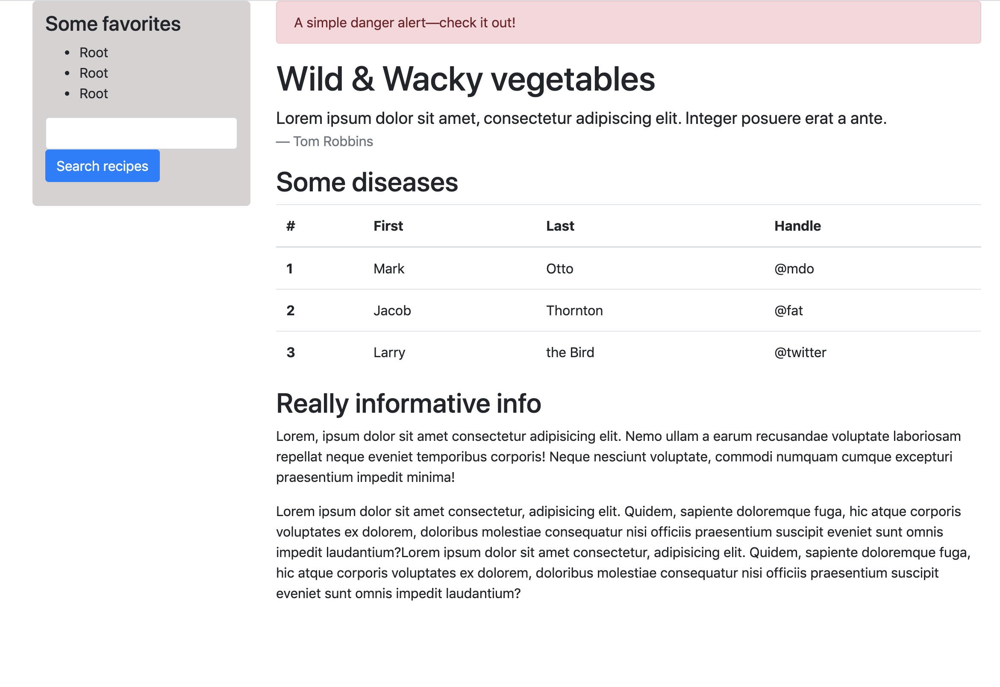 Some favorites
• Root
• Root
• Root
Search recipes
A simple danger alert—check it out!
Wild & Wacky vegetables
Lorem ipsum dolor sit amet, consectetur adipiscing elit. Integer posuere erat a ante.
— Tom Robbins
Some diseases
# First Last Handle
1 Mark Otto @mdo
2 Jacob Thornton @fat
3 Larry the Bird @twitter
Really informative info
Lorem, ipsum dolor sit amet consectetur adipisicing elit. Nemo ullam a earum recusandae voluptate laboriosam
repellat neque eveniet temporibus corporis! Neque nesciunt voluptate, commodi numquam cumque excepturi
praesentium impedit minima!
Lorem ipsum dolor sit amet consectetur, adipisicing elit. Quidem, sapiente doloremque fuga, hic atque corporis
voluptates ex dolorem, doloribus molestiae consequatur nisi officiis praesentium suscipit eveniet sunt omnis
impedit laudantium?Lorem ipsum dolor sit amet consectetur, adipisicing elit. Quidem, sapiente doloremque fuga,
hic atque corporis voluptates ex dolorem, doloribus molestiae consequatur nisi officiis praesentium suscipit
eveniet sunt omnis impedit laudantium?